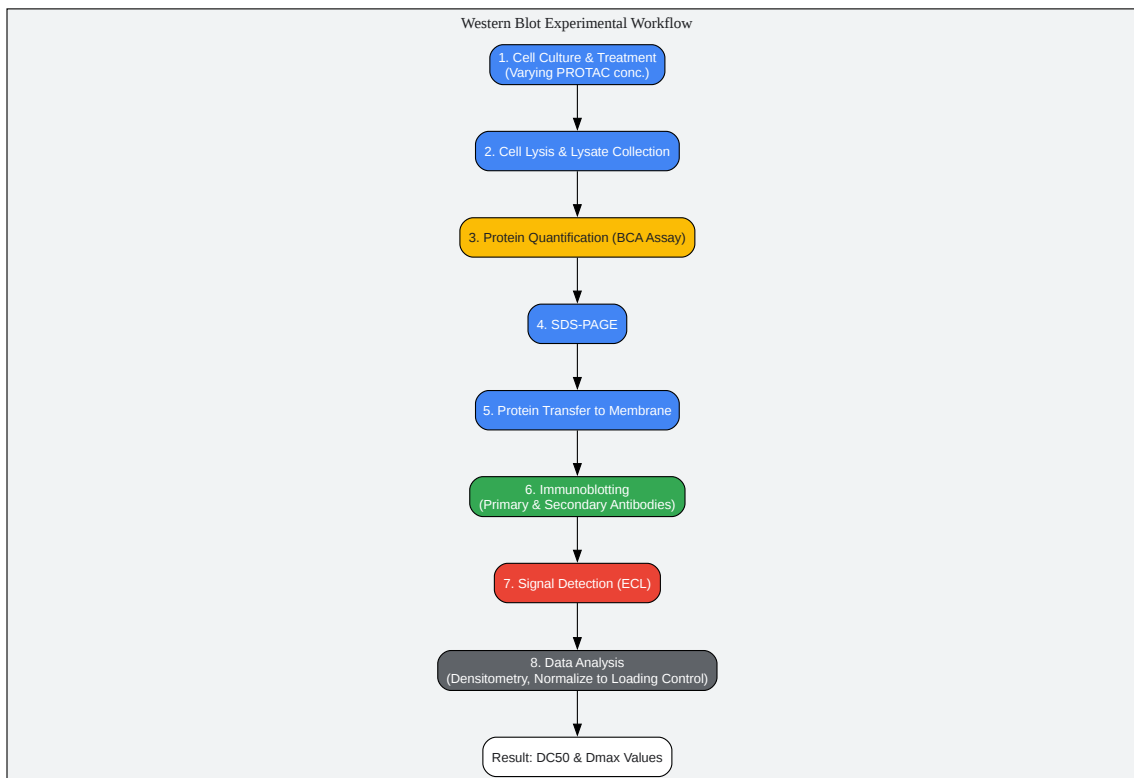 Western Blot Experimental Workflow
1. Cell Culture & Treatment
(Varying PROTAC conc.)
2. Cell Lysis & Lysate Collection
3. Protein Quantification (BCA Assay)
4. SDS-PAGE
5. Protein Transfer to Membrane
6. Immunoblotting
(Primary & Secondary Antibodies)
7. Signal Detection (ECL)
8. Data Analysis
(Densitometry, Normalize to Loading Control)
Result: DC50 & Dmax Values